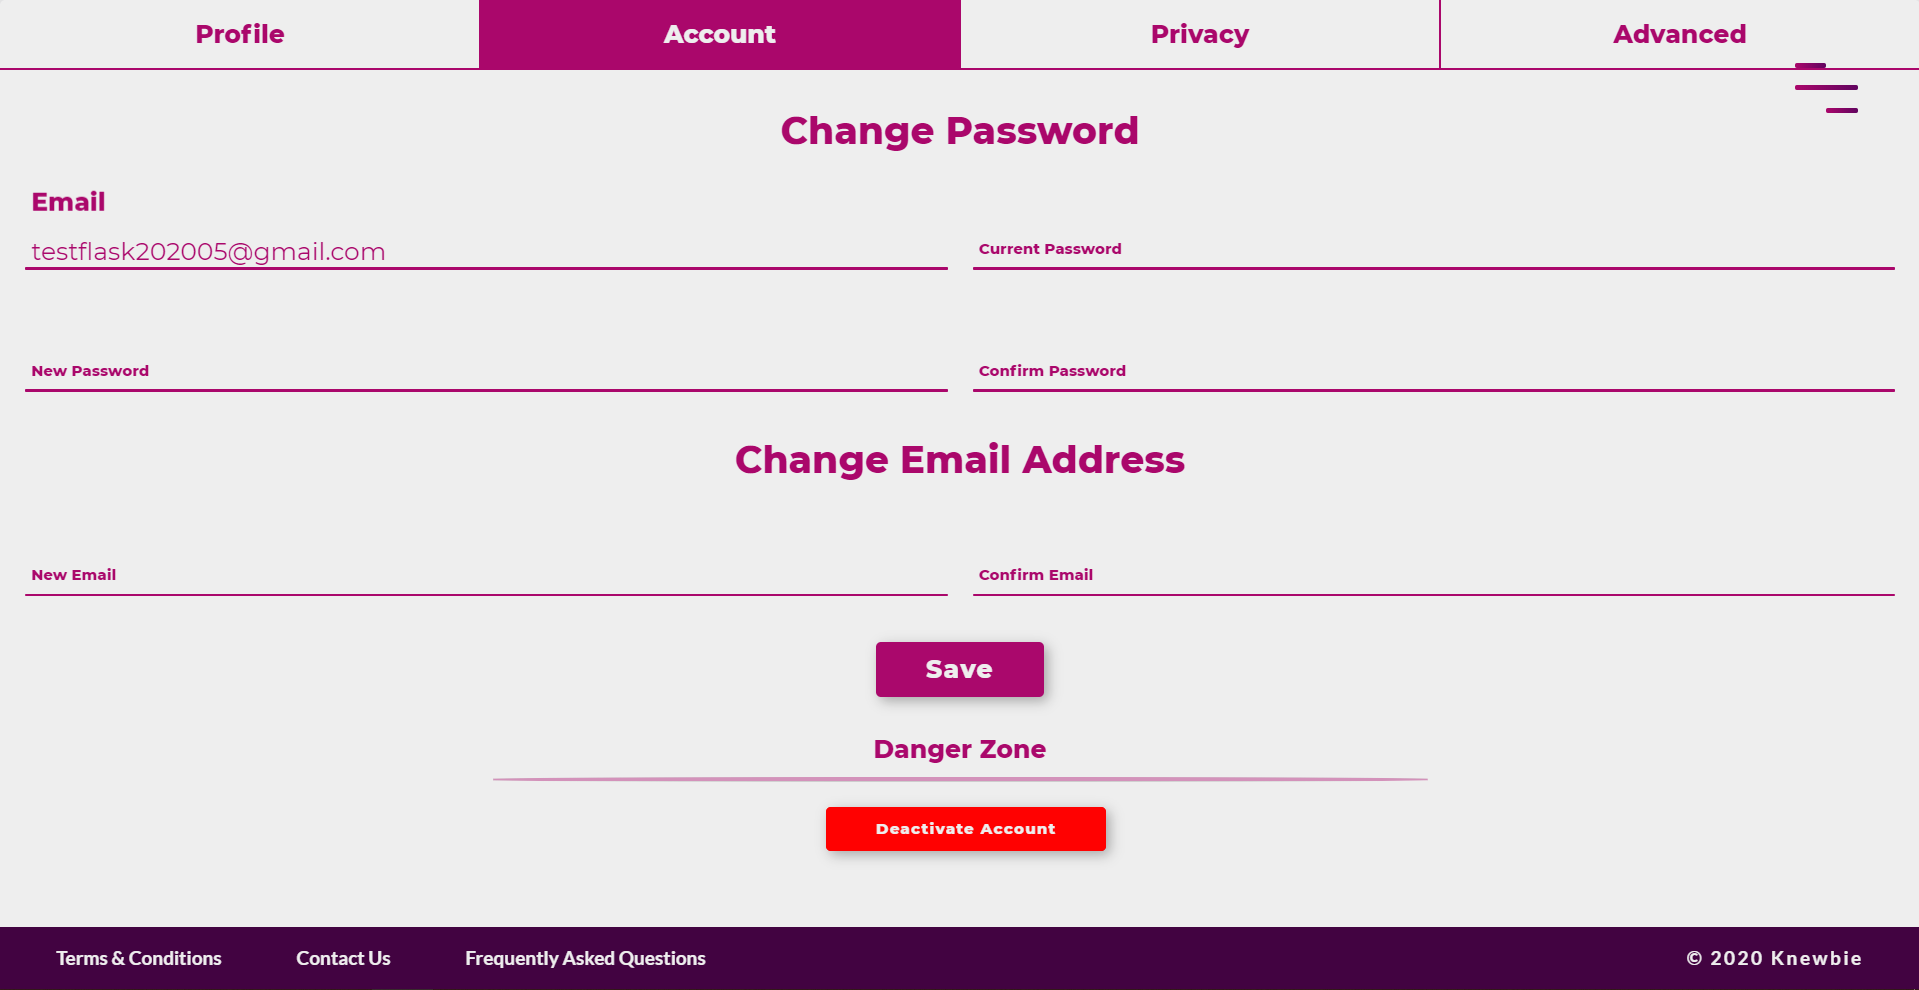 Profile
Account
Privacy
Advanced
Change Password
Email
testflask202005@gmail.com
Current Password
New Password
Confirm Password
Change Email Address
New Email
Confirm Email
Save
Danger Zone
Deactivate Account
Terms & Conditions
Contact Us
Frequently Asked Questions
© 2020 Knewbie